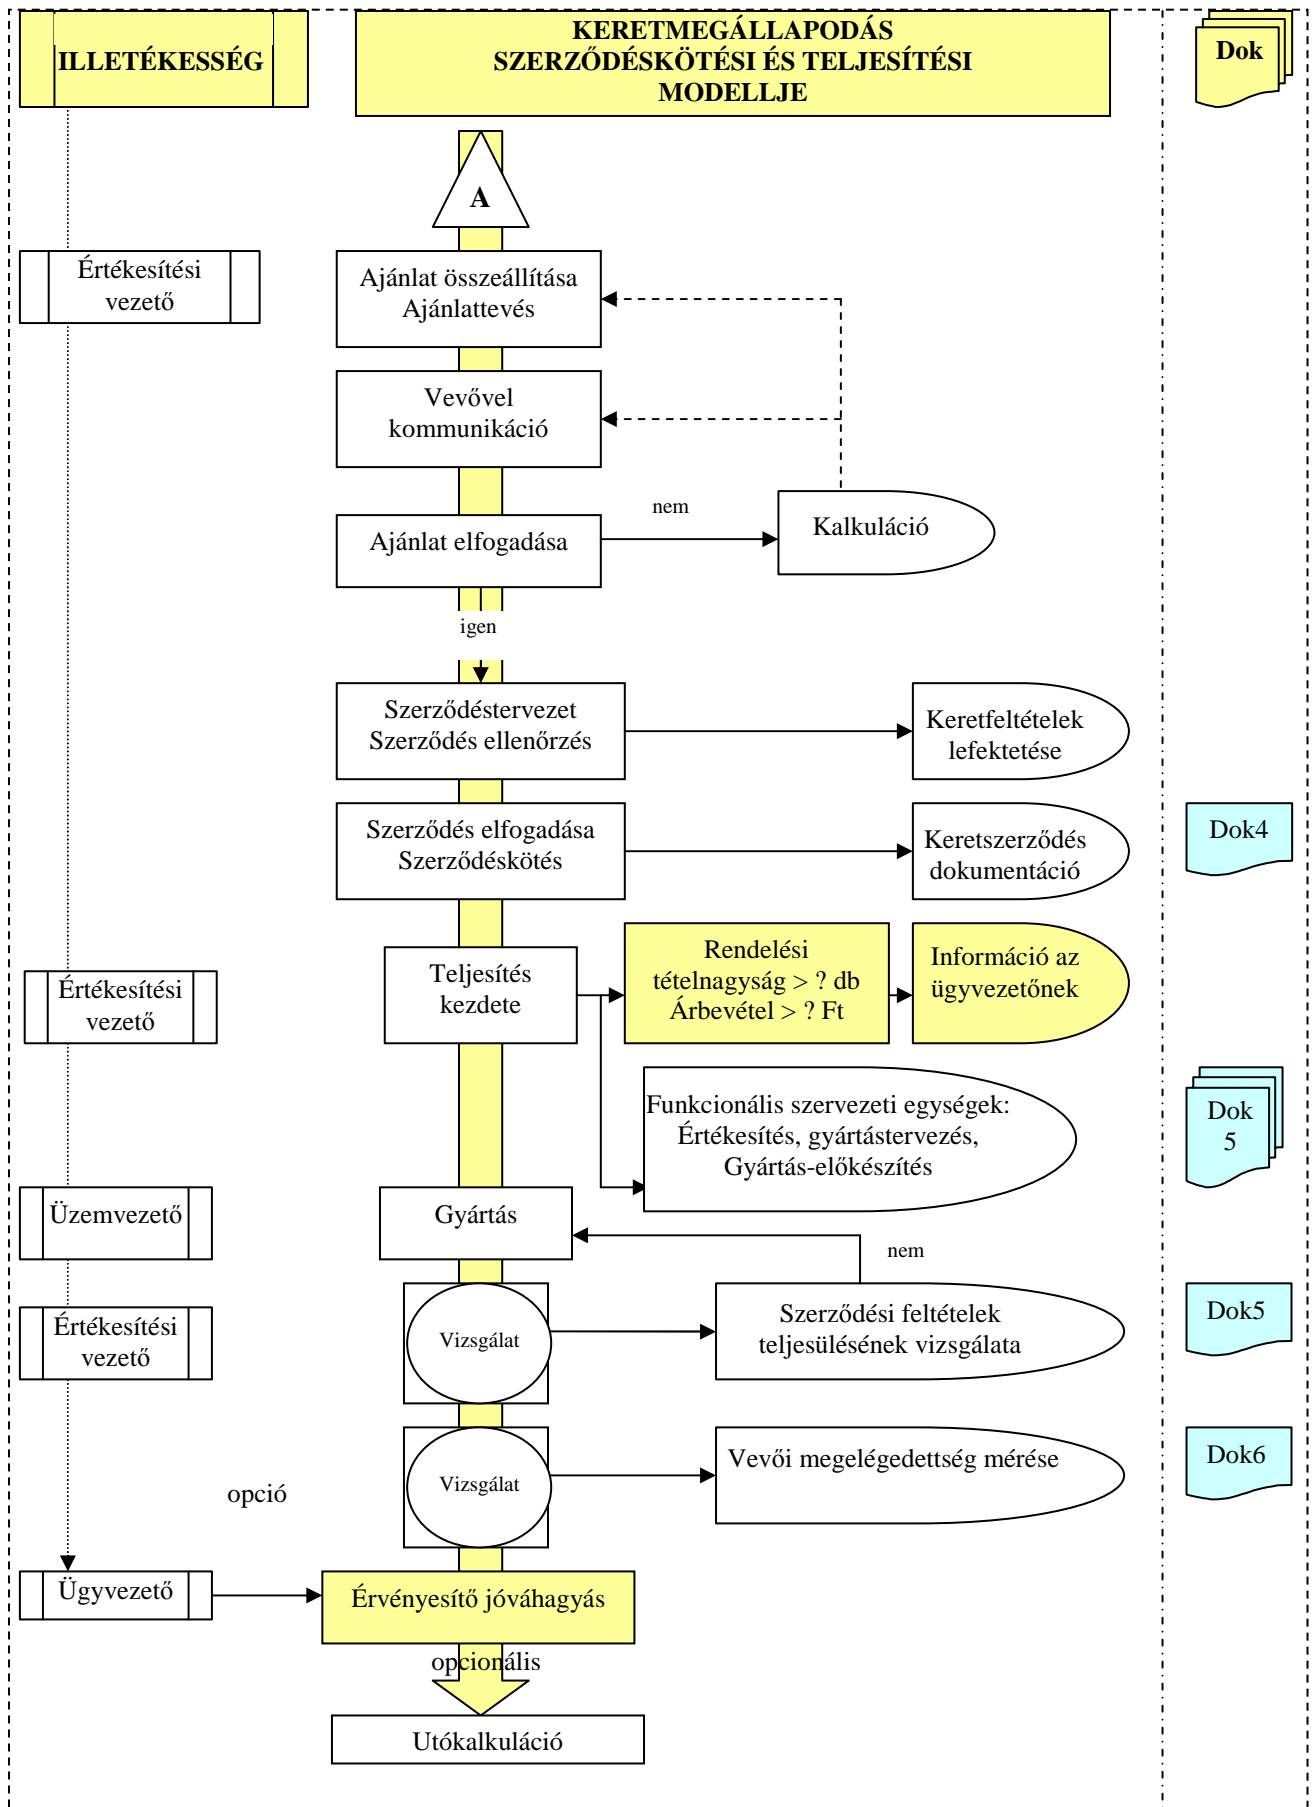 ILLETÉKESSÉG
KERETMEGÁLLAPODÁS
SZERZŐDÉSKÖTÉSI ÉS TELJESÍTÉSI
MODELLJE
Dok
A
Értékesítési
vezető
Ajánlat összeállítása
Ajánlattevés
Vevővel
kommunikáció
Ajánlat elfogadása
nem
Kalkuláció
igen
Szerződéstervezet
Szerződés ellenőrzés
Keretfeltételek
lefektetése
Szerződés elfogadása
Szerződéskötés
Keretszerződés
dokumentáció
Dok4
Értékesítési
vezető
Teljesítés
kezdete
Rendelési
tételnagyság > ? db
Árbevétel > ? Ft
Információ az
ügyvezetőnek
Funkcionális szervezeti egységek:
Értékesítés, gyártástervezés,
Gyártás-előkészítés
Dok
5
Üzemvezető
Gyártás
nem
Értékesítési
vezető
Vizsgálat
Szerződési feltételek
teljesülésének vizsgálata
Dok5
Vizsgálat
Vevői megelégedettség mérése
Dok6
opció
Ügyvezető
Érvényesítő jóváhagyás
opcionális
Utókalkuláció